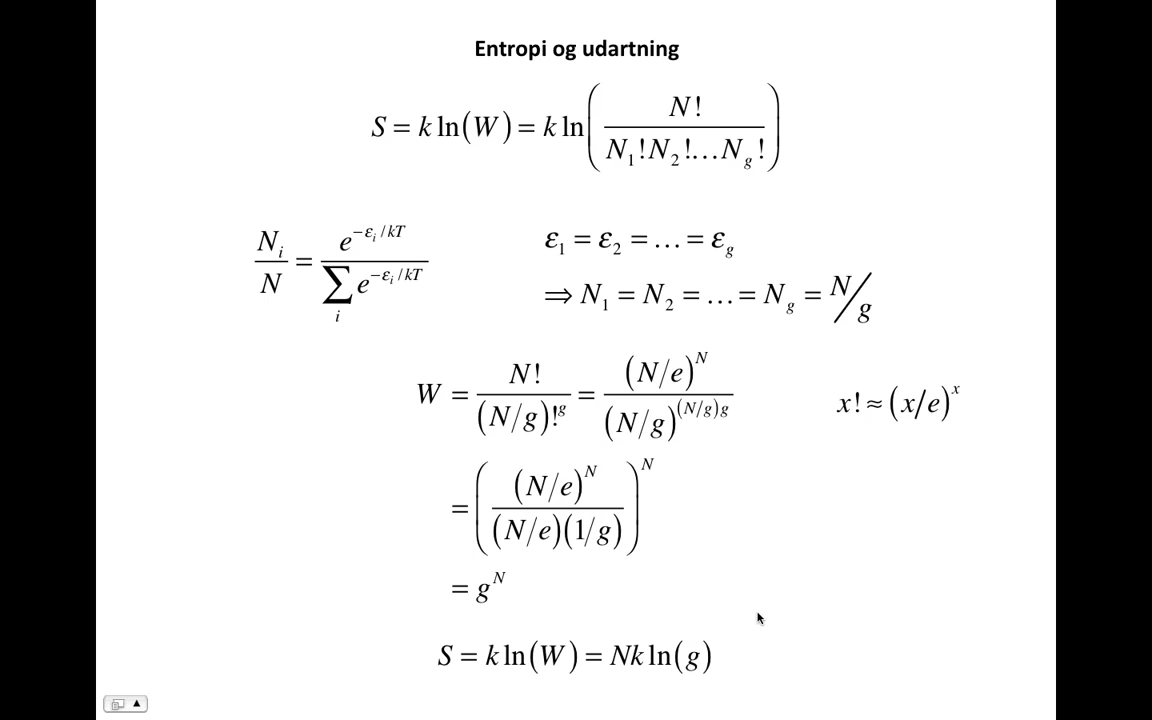 Entropi og udartning
S = k ln(W) = k ln(N! / (N₁!N₂!…N_g!))
N_i / N = e^(−ε_i/kT) / ∑_i e^(−ε_i/kT)
ε₁ = ε₂ = … = ε_g
⇒ N₁ = N₂ = … = N_g = N/g
W = N! / (N/g)!^g = (N/e)^N / (N/g)^((N/g)g)
x! ≈ (x/e)^x
= ((N/e)^N / ((N/e)(1/g)))^N
= g^N
S = k ln(W) = Nk ln(g)